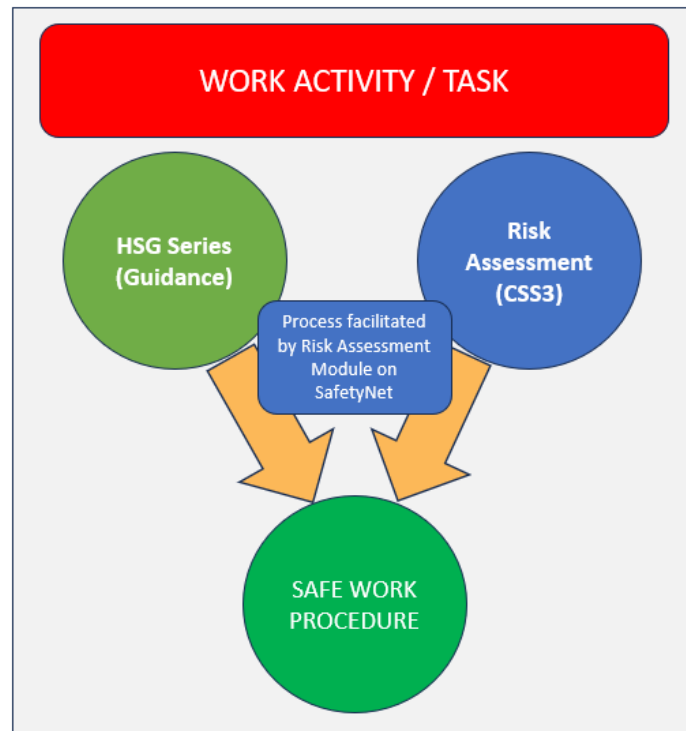 WORK ACTIVITY / TASK
HSG Series
(Guidance)
Risk
Assessment
(CSS3)
Process facilitated
by Risk Assessment
Module on
SafetyNet
SAFE WORK
PROCEDURE